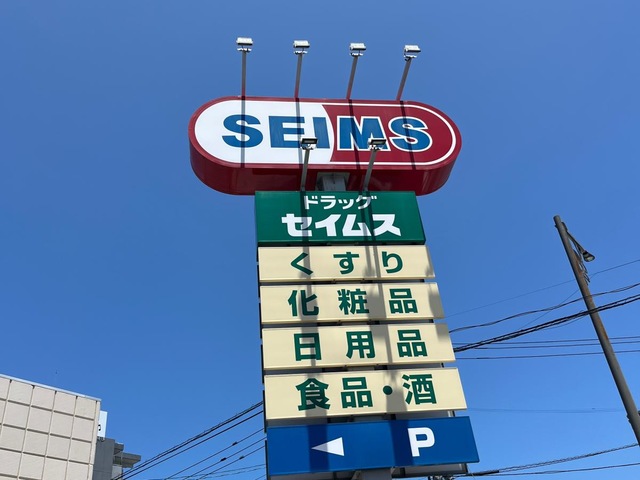 SEIMS
ドラッグ
セイムス
くすり
化粧品
日用品
食品・酒
P